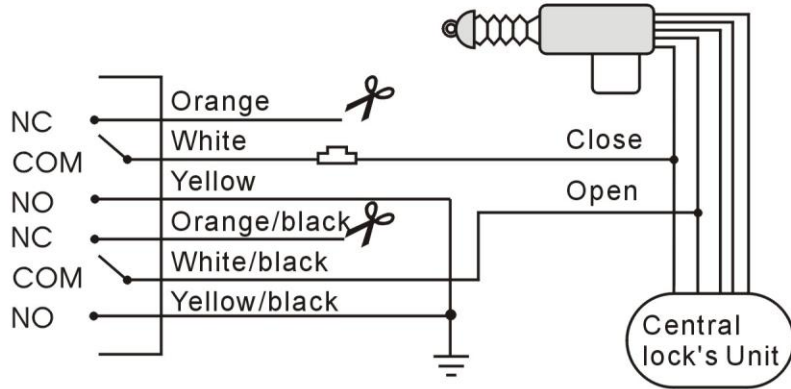 NC
Orange
COM
White
Close
NO
Yellow
Open
NC
Orange/black
COM
White/black
NO
Yellow/black
Central
lock's Unit